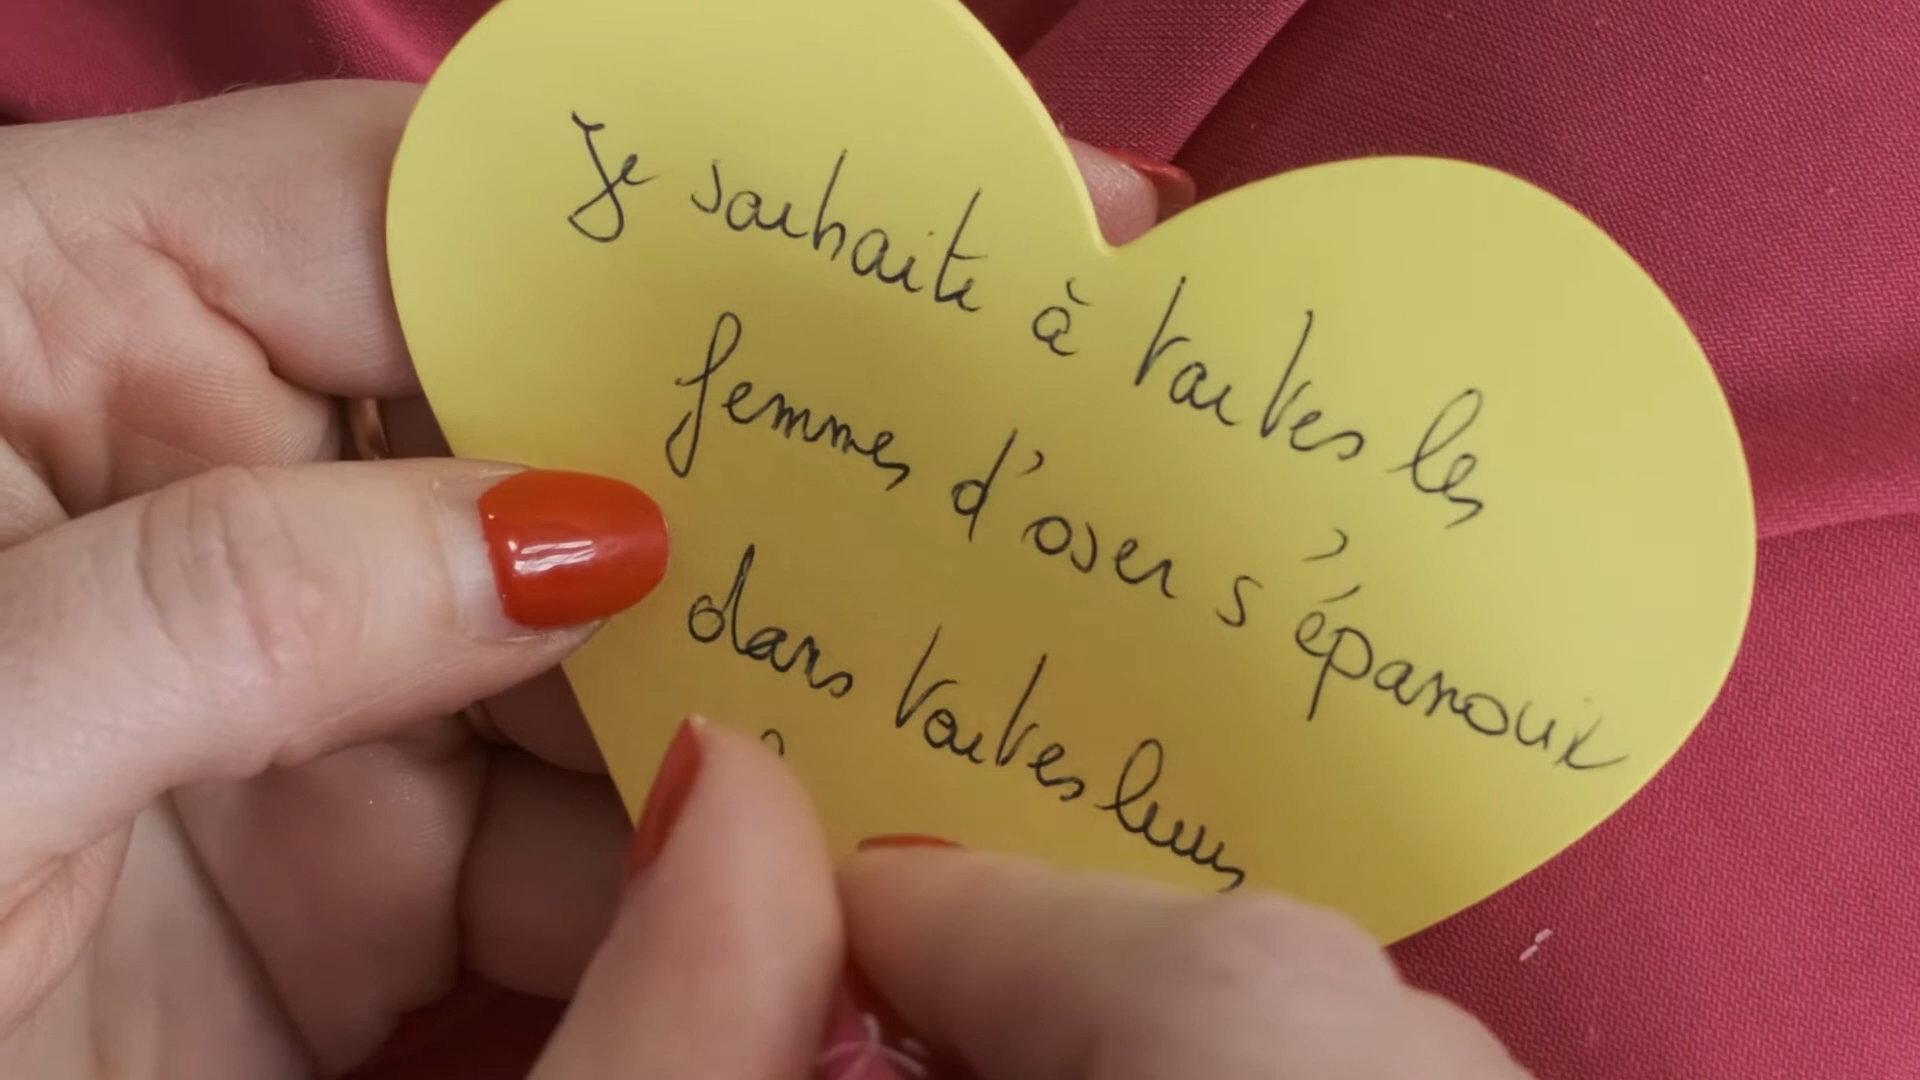 Je souhaite à toutes les
femmes d'oser s'épanouir
dans toutes leurs